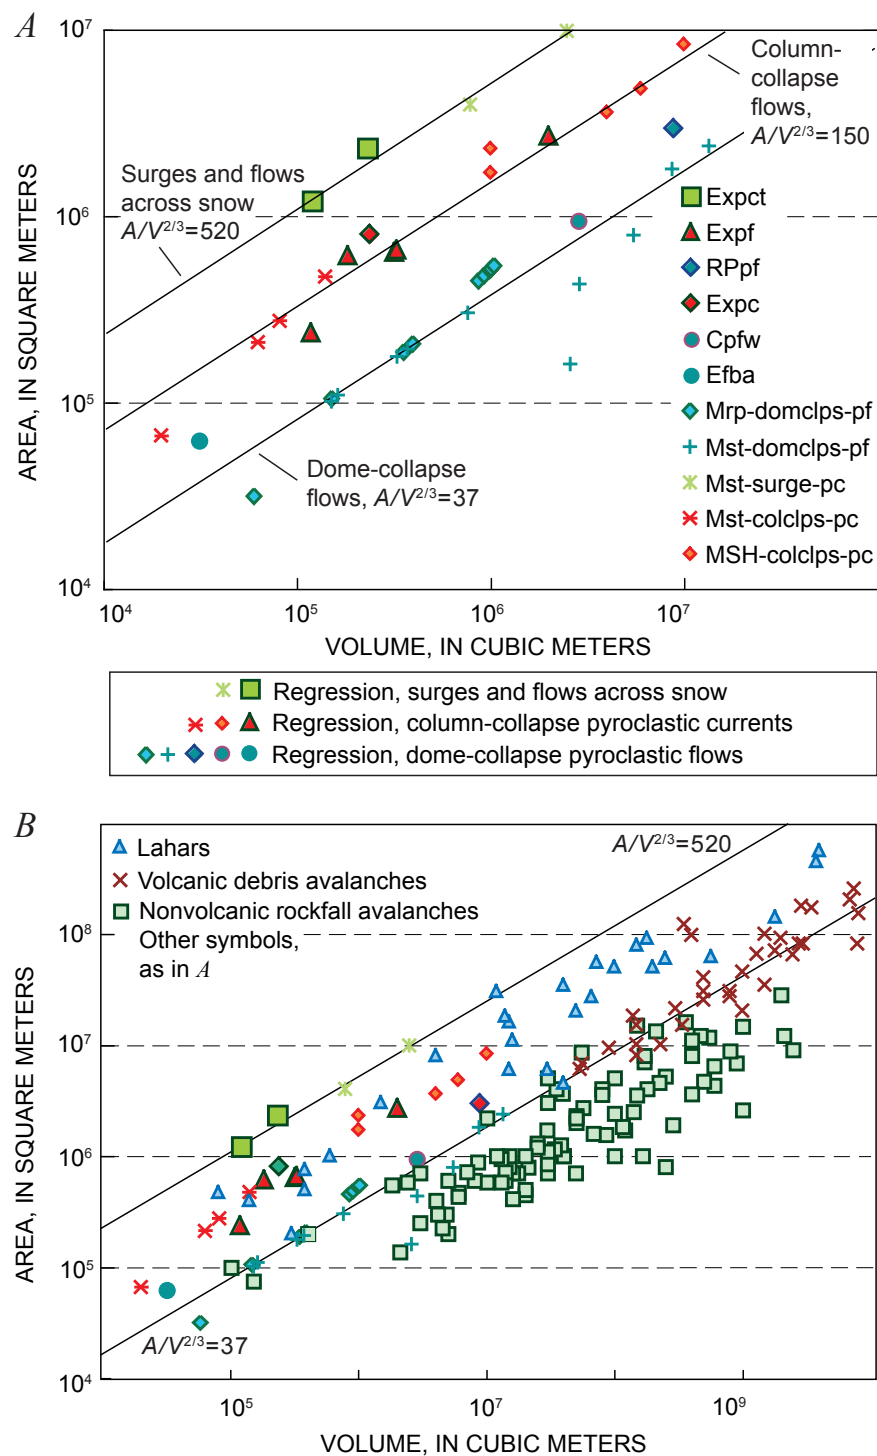 A
10⁷
10⁶
10⁵
10⁴
AREA, IN SQUARE METERS
Column-
collapse
flows,
A/V²ᐟ³=150
Surges and flows
across snow
A/V²ᐟ³=520
Dome-collapse
flows, A/V²ᐟ³=37
Expct
Expf
RPpf
Expc
Cpfw
Efba
Mrp-domclps-pf
Mst-domclps-pf
Mst-surge-pc
Mst-colclps-pc
MSH-colclps-pc
10⁴ 10⁵ 10⁶ 10⁷
VOLUME, IN CUBIC METERS
Regression, surges and flows across snow
Regression, column-collapse pyroclastic currents
Regression, dome-collapse pyroclastic flows
B
Lahars
Volcanic debris avalanches
Nonvolcanic rockfall avalanches
Other symbols,
as in A
A/V²ᐟ³=520
10⁸
10⁷
10⁶
10⁵
10⁴
AREA, IN SQUARE METERS
A/V²ᐟ³=37
10⁵ 10⁷ 10⁹
VOLUME, IN CUBIC METERS